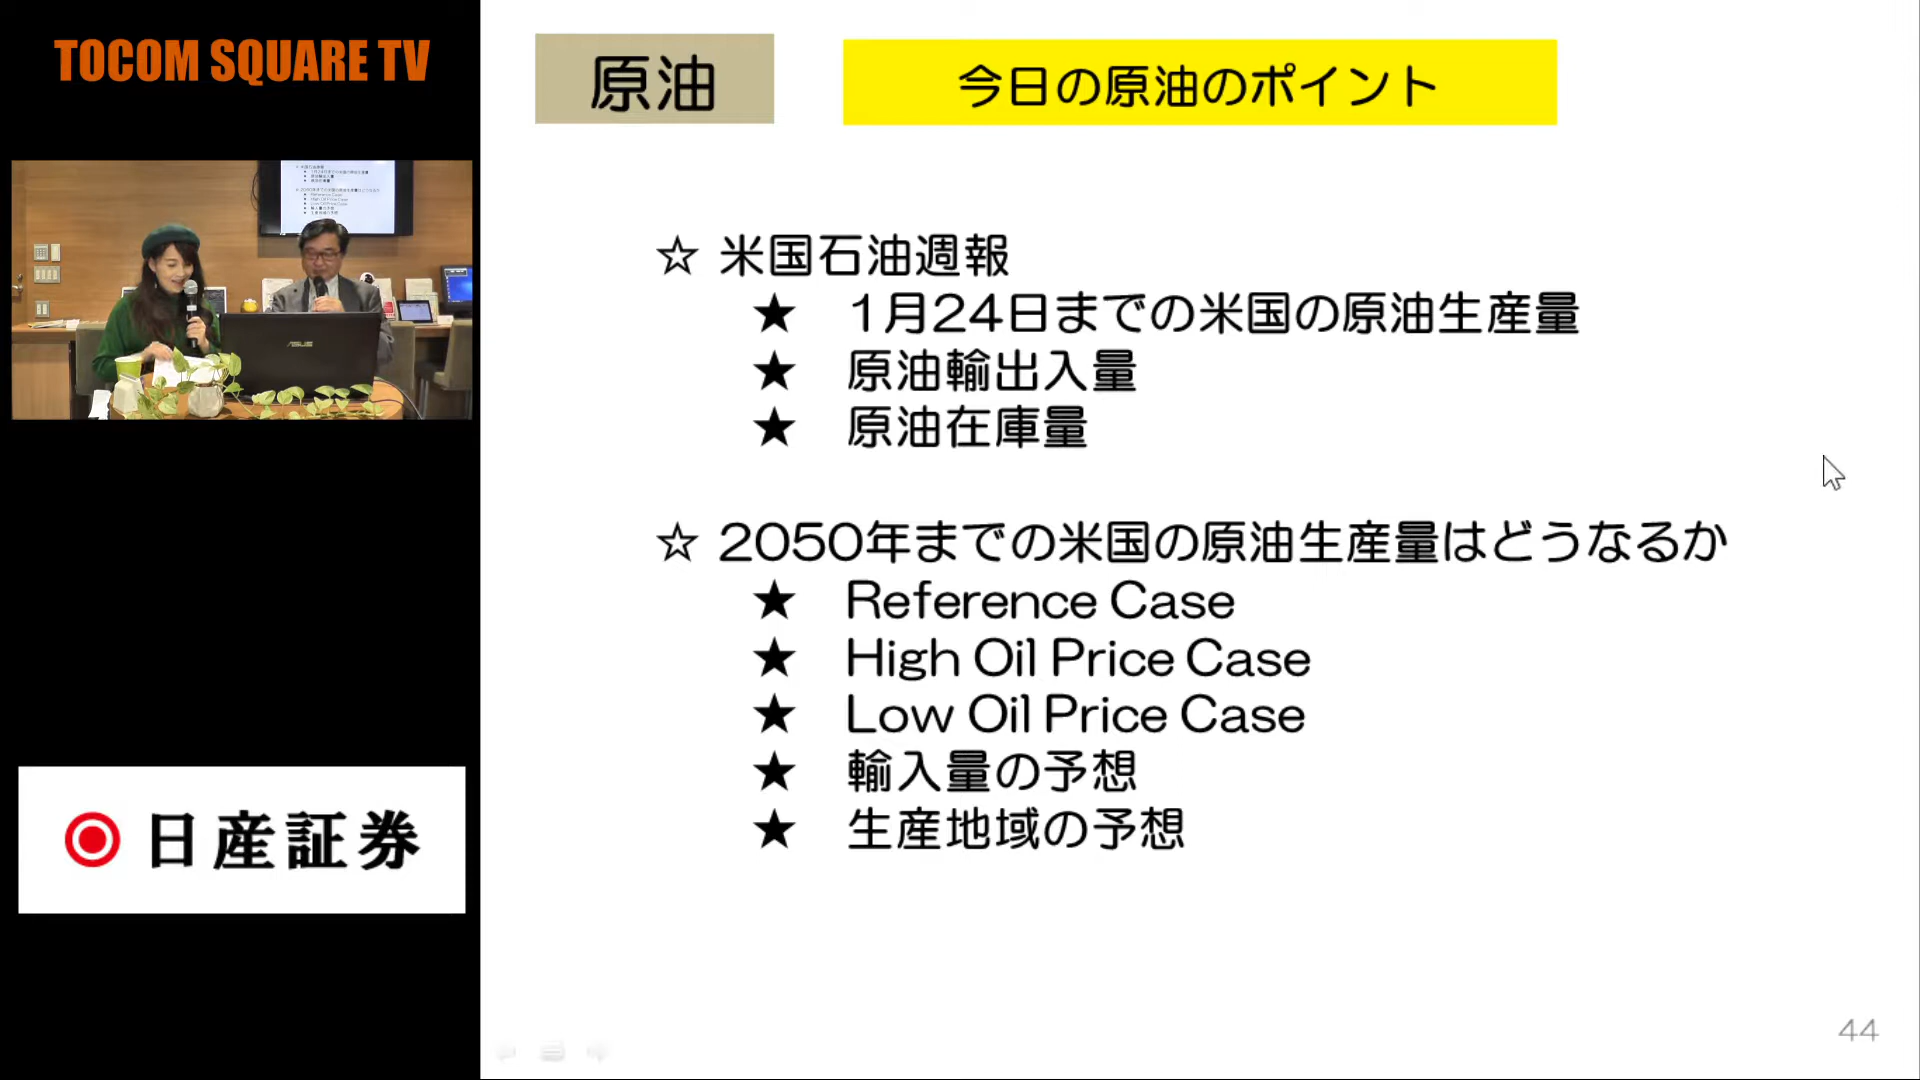 TOCOM SQUARE TV
原油
今日の原油のポイント
☆ 米国石油週報
★ 1月24日までの米国の原油生産量
★ 原油輸出入量
★ 原油在庫量
☆ 2050年までの米国の原油生産量はどうなるか
★ Reference Case
★ High Oil Price Case
★ Low Oil Price Case
★ 輸入量の予想
★ 生産地域の予想
日産証券
ASUS
44